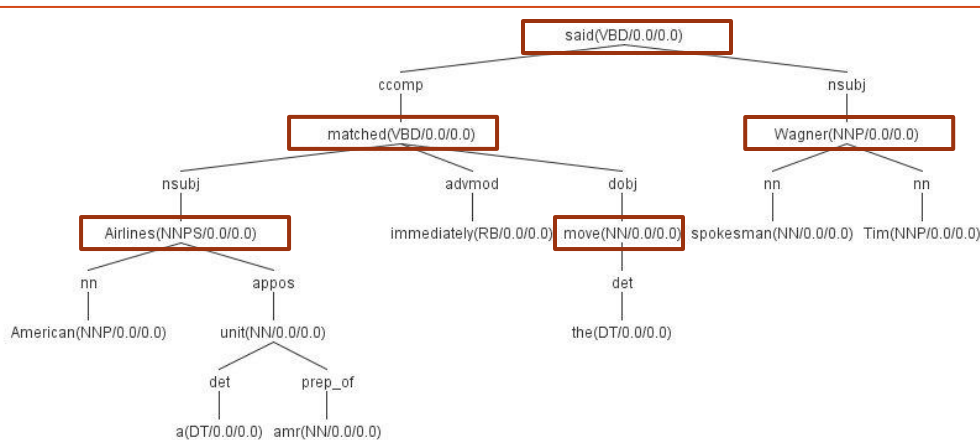 said(VBD/0.0/0.0)
ccomp nsubj
matched(VBD/0.0/0.0) Wagner(NNP/0.0/0.0)
nsubj advmod dobj nn nn
Airlines(NNPS/0.0/0.0) immediately(RB/0.0/0.0) move(NN/0.0/0.0) spokesman(NN/0.0/0.0) Tim(NNP/0.0/0.0)
nn appos det
American(NNP/0.0/0.0) unit(NN/0.0/0.0) the(DT/0.0/0.0)
det prep_of
a(DT/0.0/0.0) amr(NN/0.0/0.0)